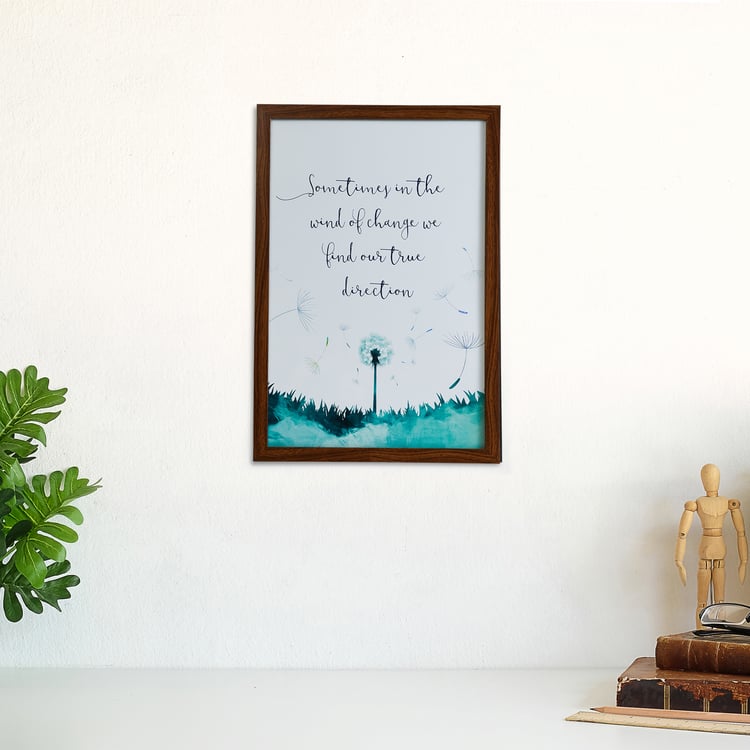 Sometimes in the
wind of change we
find our true
direction